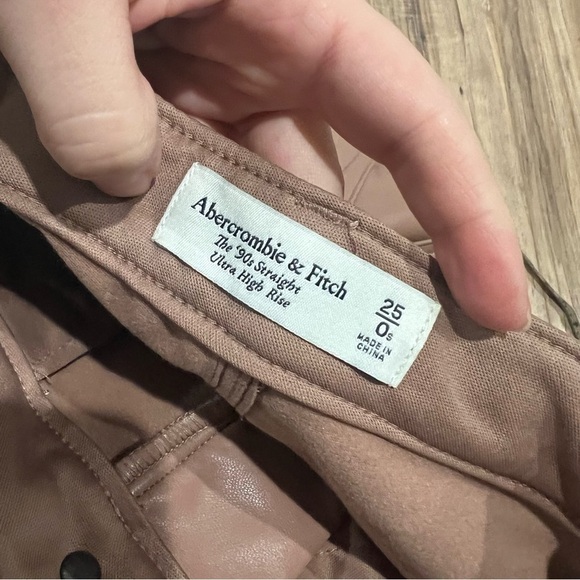 Abercrombie & Fitch
The '90s Straight
Ultra High Rise
25
0s
MADE IN
CHINA